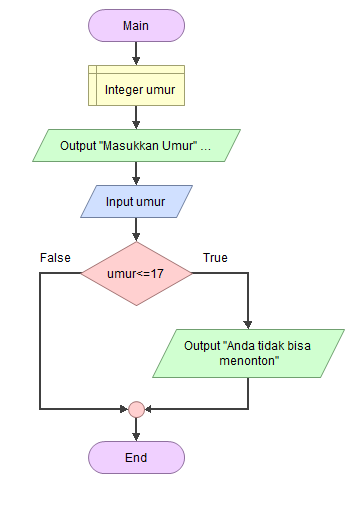 Main
Integer umur
Output "Masukkan Umur" ...
Input umur
False
True
umur<=17
Output "Anda tidak bisa
menonton"
End